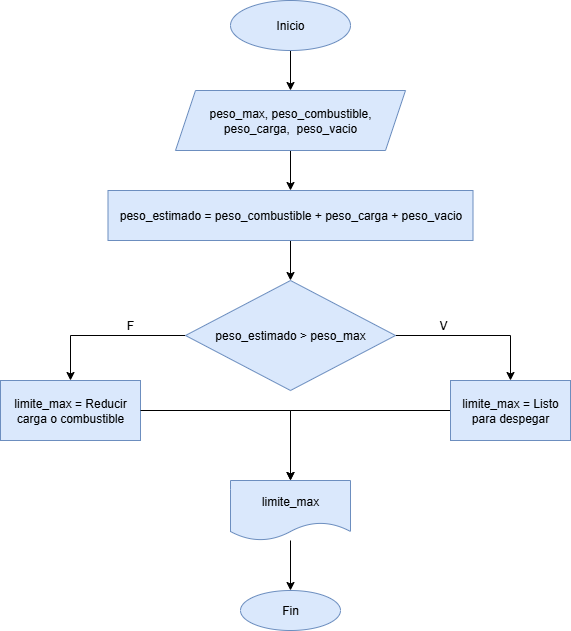 Inicio
peso_max, peso_combustible,
peso_carga, peso_vacio
peso_estimado = peso_combustible + peso_carga + peso_vacio
peso_estimado > peso_max
F
V
limite_max = Reducir
carga o combustible
limite_max = Listo
para despegar
limite_max
Fin